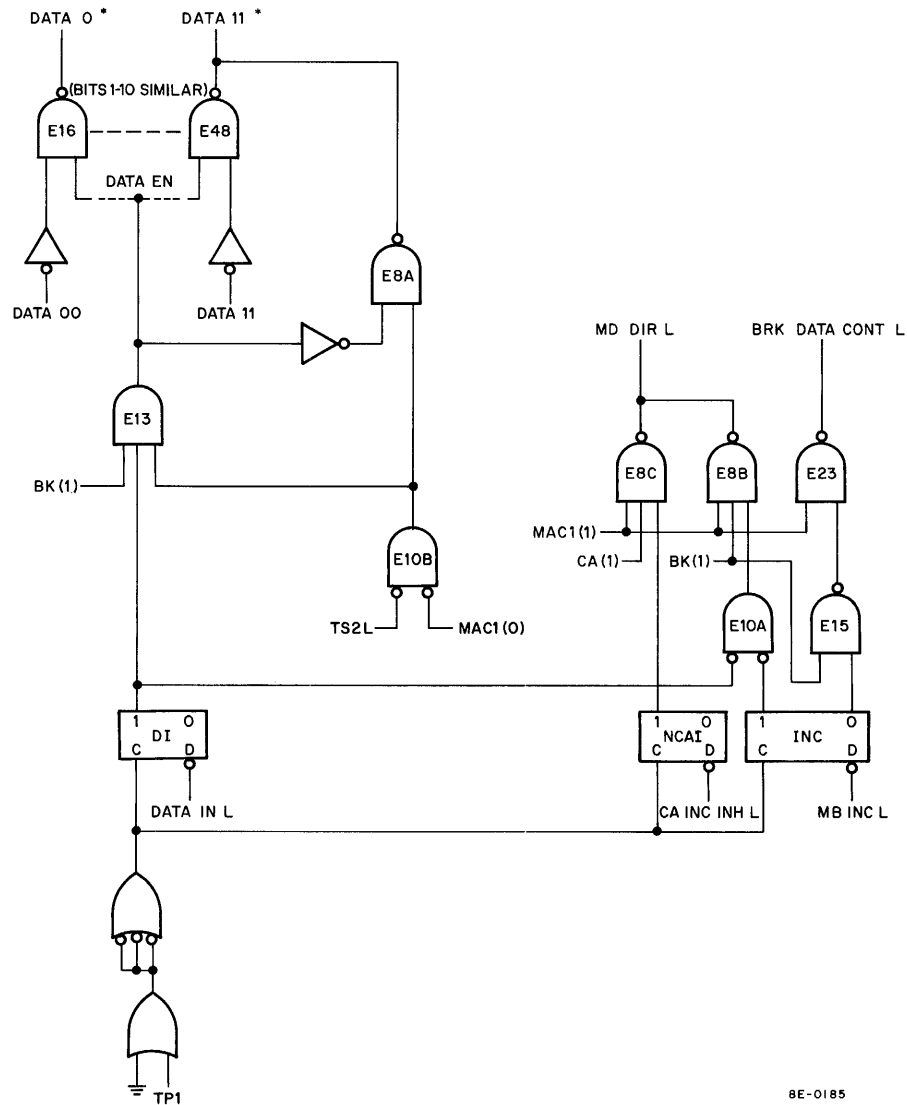 DATA 0 *
DATA 11 *
(BITS 1-10 SIMILAR)
E16
E48
DATA EN
E8A
DATA 00
DATA 11
MD DIR L
BRK DATA CONT L
E13
E8C
E8B
E23
BK(1)
MAC1(1)
E10B
CA(1)
BK(1)
E10A
E15
TS2L
MAC1(0)
1 0
DI
C D
1 0
NCAI
C D
1 0
INC
C D
DATA IN L
CA INC INH L
MB INC L
TP1
8E-0185